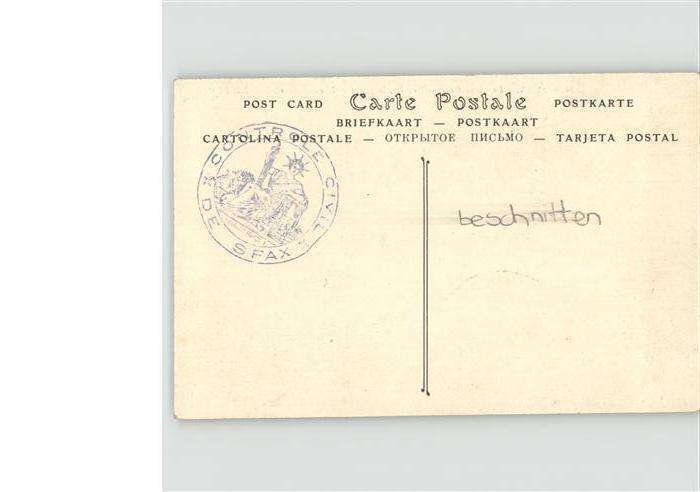 POST CARD Carte Postale POSTKARTE
BRIEFKAART — POSTKAART
CARTOLINA POSTALE — ОТКРЫТОЕ ПИСЬМО — TARJETA POSTAL
CONTROLE CIVIL
DE SFAX
beschnitten